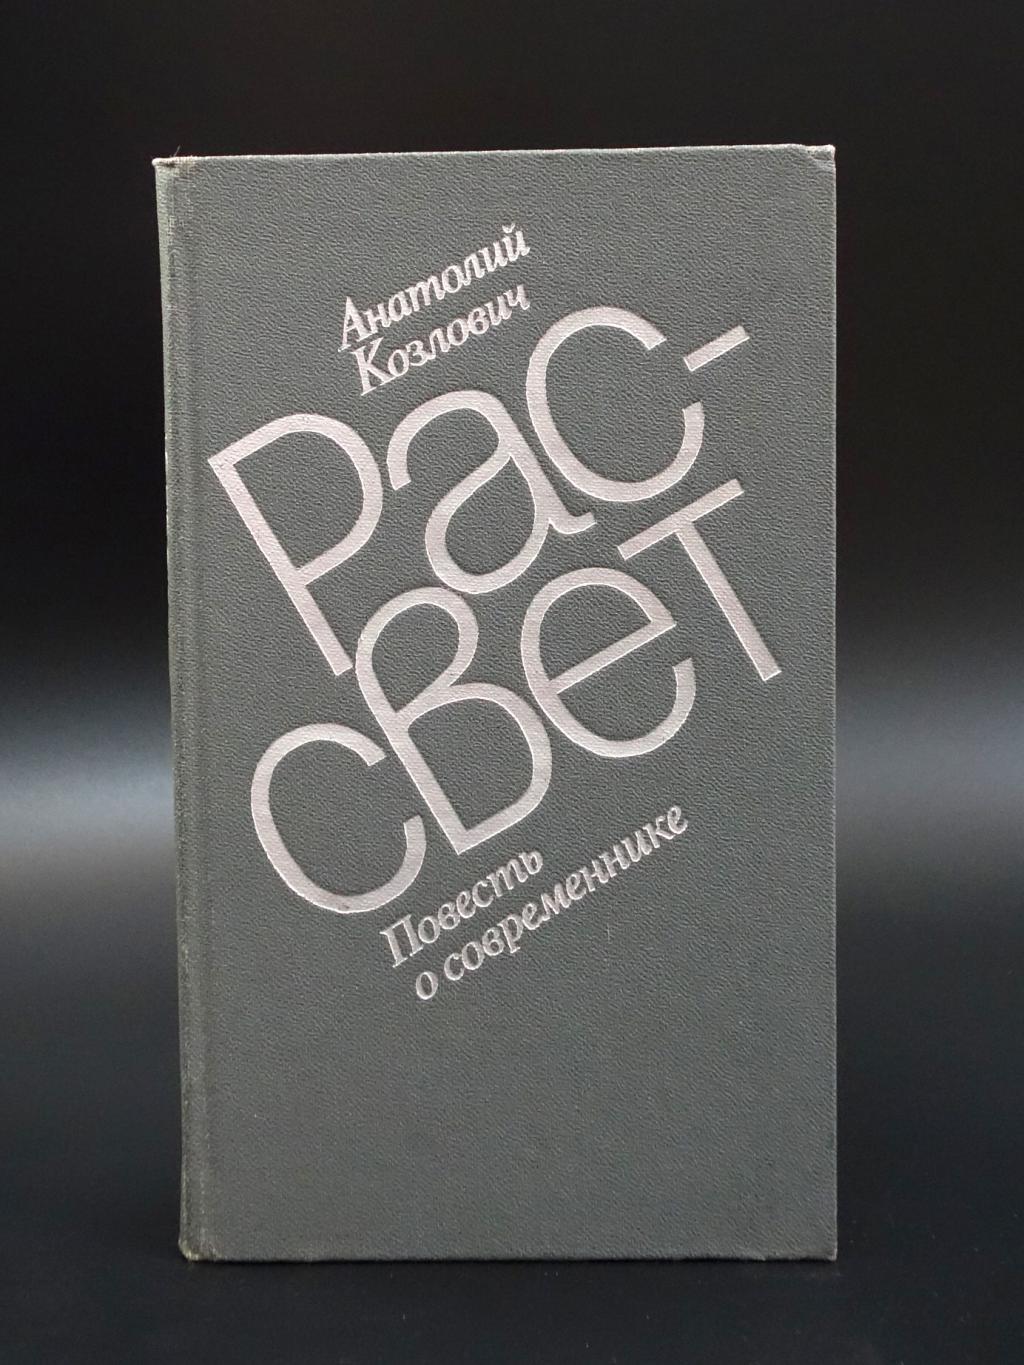 Анатолий
Козлович
Рас-
свет
Повесть
о современнике